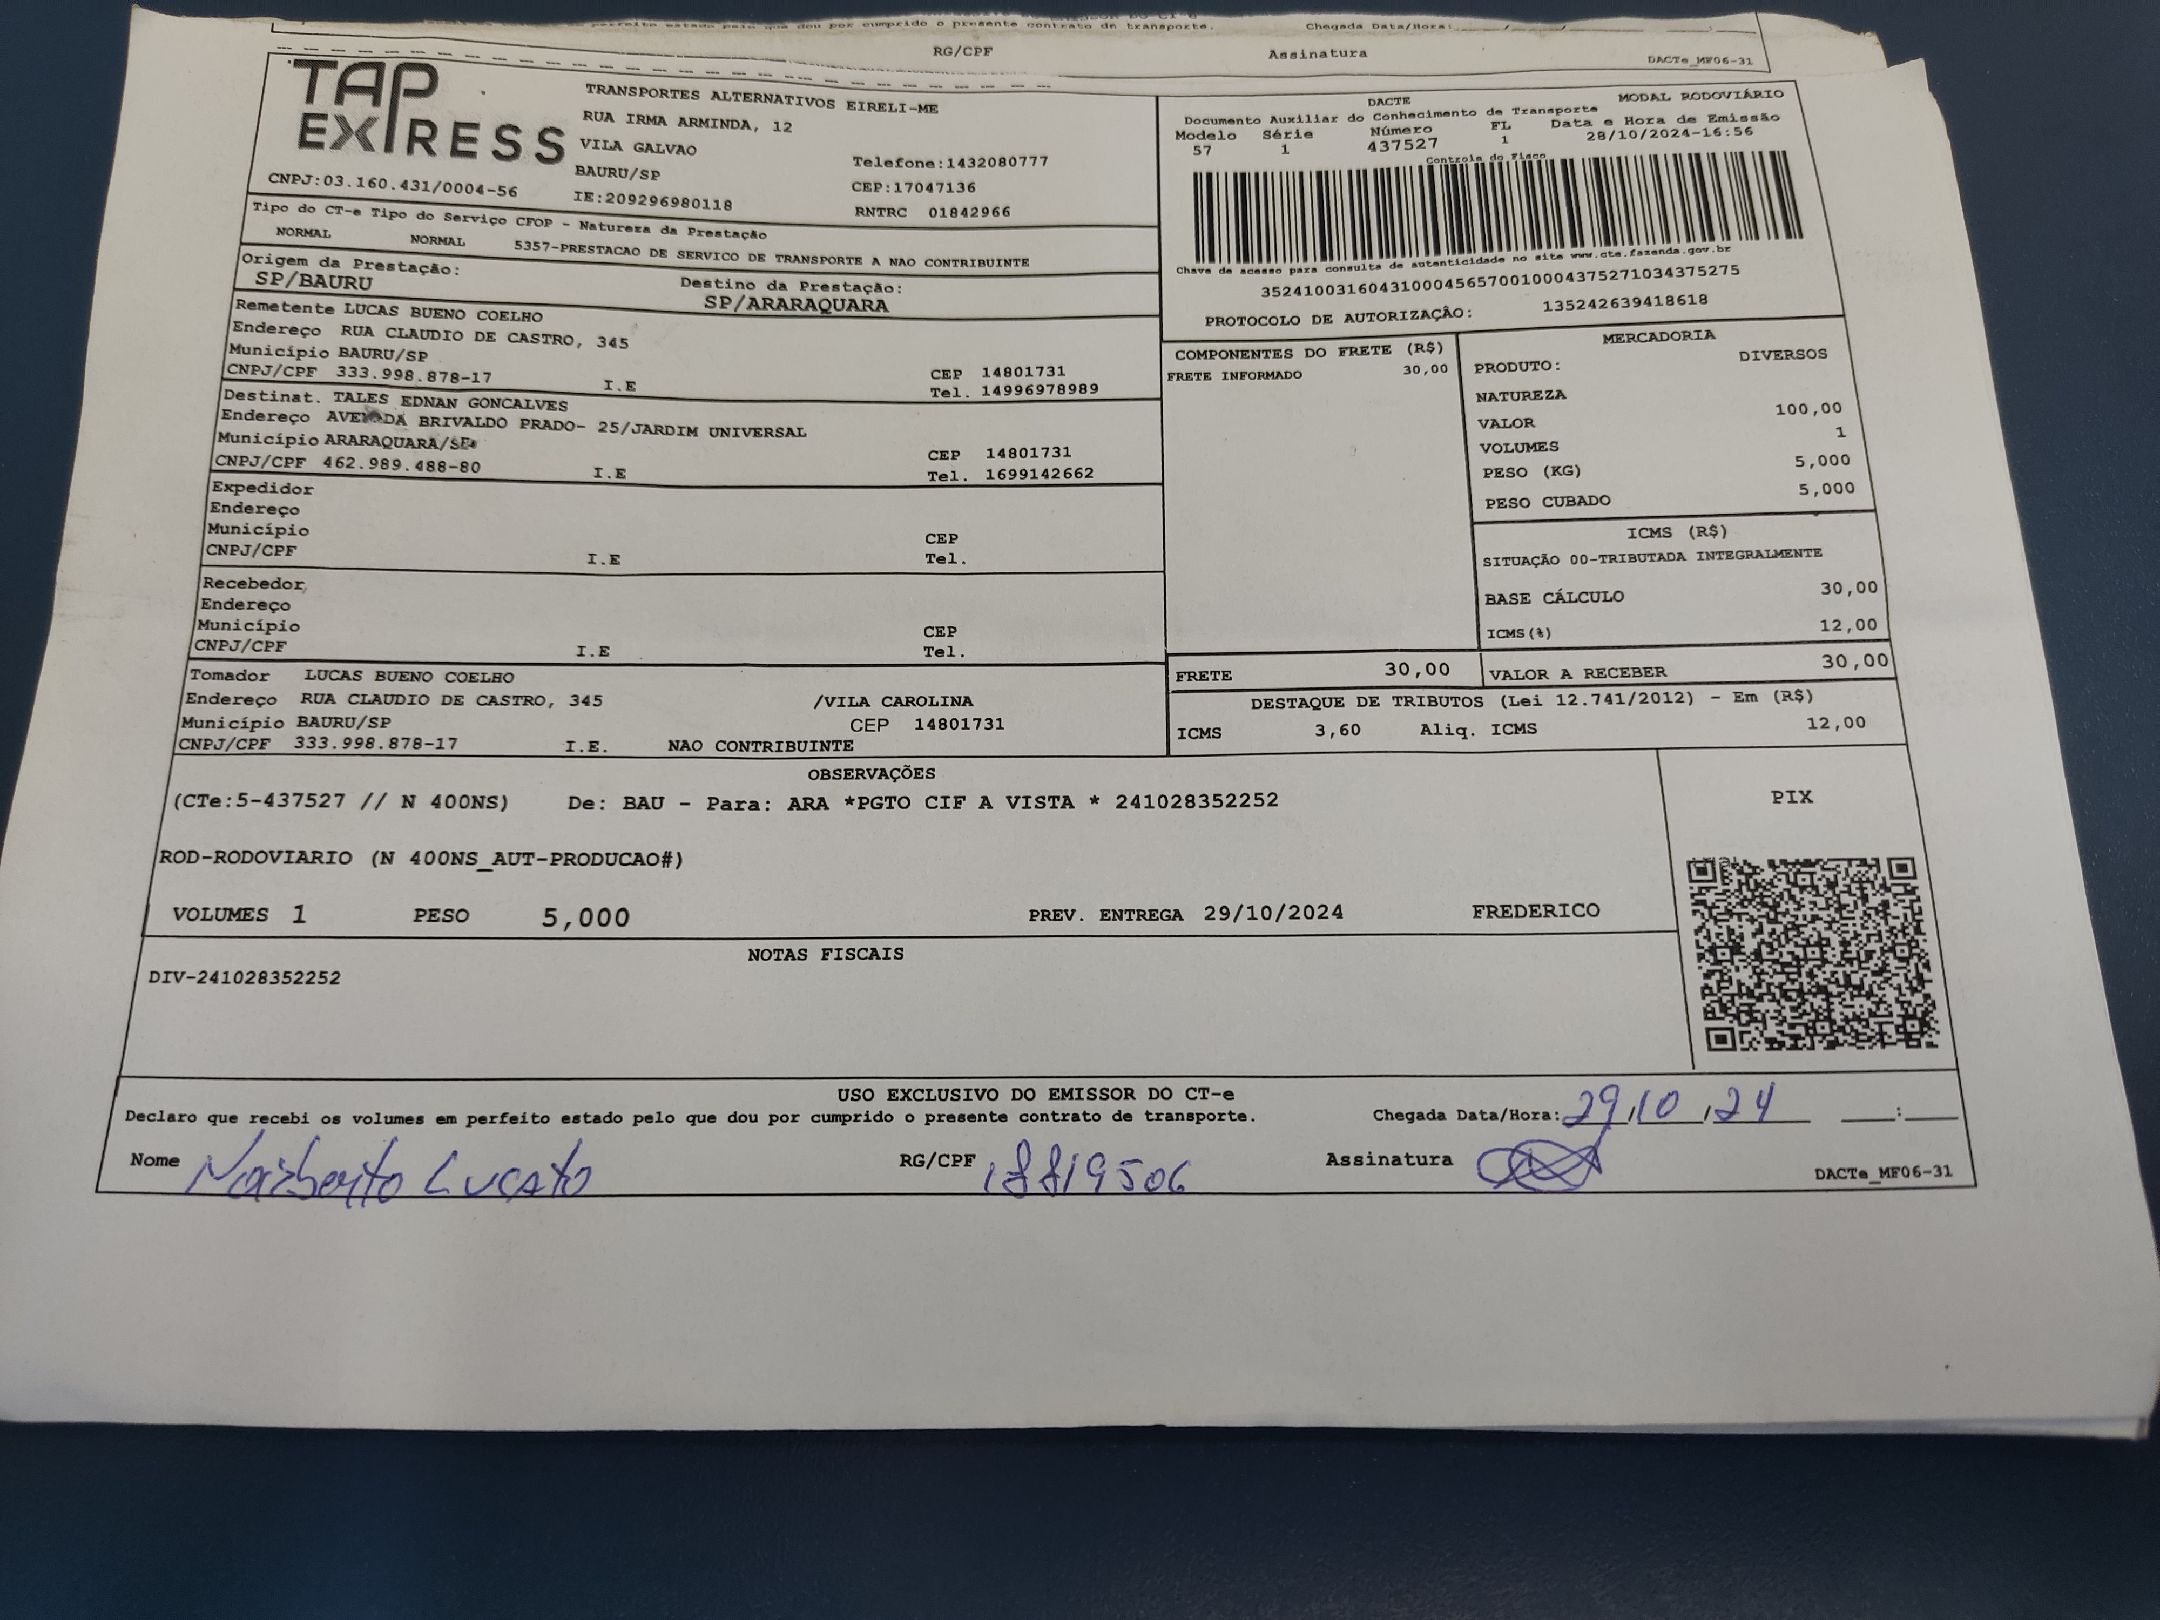 perfeito estado pelo que dou por cumprido o presente contrato de transporte.
Chegada Data/Hora:
RG/CPF
Assinatura
DACTe_MF06-31
TAP
EXPRESS
TRANSPORTES ALTERNATIVOS EIRELI-ME
RUA IRMA ARMINDA, 12
VILA GALVAO
BAURU/SP
IE:209296980118
Telefone:1432080777
CEP:17047136
RNTRC 01842966
CNPJ:03.160.431/0004-56
DACTE MODAL RODOVIÁRIO
Documento Auxiliar do Conhecimento de Transporte
Modelo Série Número FL Data e Hora de Emissão
57 1 437527 1 28/10/2024-16:56
Controle do Fisco
Chave de acesso para consulta de autenticidade no site www.cte.fazenda.gov.br
35241003160431000456570010004375271034375275
PROTOCOLO DE AUTORIZAÇÃO: 135242639418618
Tipo do CT-e Tipo do Serviço CFOP - Natureza da Prestação
NORMAL NORMAL 5357-PRESTACAO DE SERVICO DE TRANSPORTE A NAO CONTRIBUINTE
Origem da Prestação: Destino da Prestação:
SP/BAURU SP/ARARAQUARA
Remetente LUCAS BUENO COELHO
Endereço RUA CLAUDIO DE CASTRO, 345
Município BAURU/SP CEP 14801731
CNPJ/CPF 333.998.878-17 I.E Tel. 14996978989
Destinat. TALES EDNAN GONCALVES
Endereço AVENIDA BRIVALDO PRADO- 25/JARDIM UNIVERSAL
Município ARARAQUARA/SP CEP 14801731
CNPJ/CPF 462.989.488-80 I.E Tel. 1699142662
Expedidor
Endereço
Município CEP
CNPJ/CPF I.E Tel.
Recebedor
Endereço
Município CEP
CNPJ/CPF I.E Tel.
Tomador LUCAS BUENO COELHO
Endereço RUA CLAUDIO DE CASTRO, 345 /VILA CAROLINA
Município BAURU/SP CEP 14801731
CNPJ/CPF 333.998.878-17 I.E. NAO CONTRIBUINTE
COMPONENTES DO FRETE (R$)
FRETE INFORMADO 30,00
MERCADORIA
PRODUTO: DIVERSOS
NATUREZA
VALOR 100,00
VOLUMES 1
PESO (KG) 5,000
PESO CUBADO 5,000
ICMS (R$)
SITUAÇÃO 00-TRIBUTADA INTEGRALMENTE
BASE CÁLCULO 30,00
ICMS(%) 12,00
FRETE 30,00 VALOR A RECEBER 30,00
DESTAQUE DE TRIBUTOS (Lei 12.741/2012) - Em (R$)
ICMS 3,60 Aliq. ICMS 12,00
OBSERVAÇÕES
(CTe:5-437527 // N 400NS) De: BAU - Para: ARA *PGTO CIF A VISTA * 241028352252
ROD-RODOVIARIO (N 400NS_AUT-PRODUCAO#)
VOLUMES 1 PESO 5,000 PREV. ENTREGA 29/10/2024 FREDERICO
PIX
NOTAS FISCAIS
DIV-241028352252
USO EXCLUSIVO DO EMISSOR DO CT-e
Declaro que recebi os volumes em perfeito estado pelo que dou por cumprido o presente contrato de transporte. Chegada Data/Hora: 29/10/24 :
Nome Norberto Lucato RG/CPF 18819506 Assinatura
DACTe_MF06-31